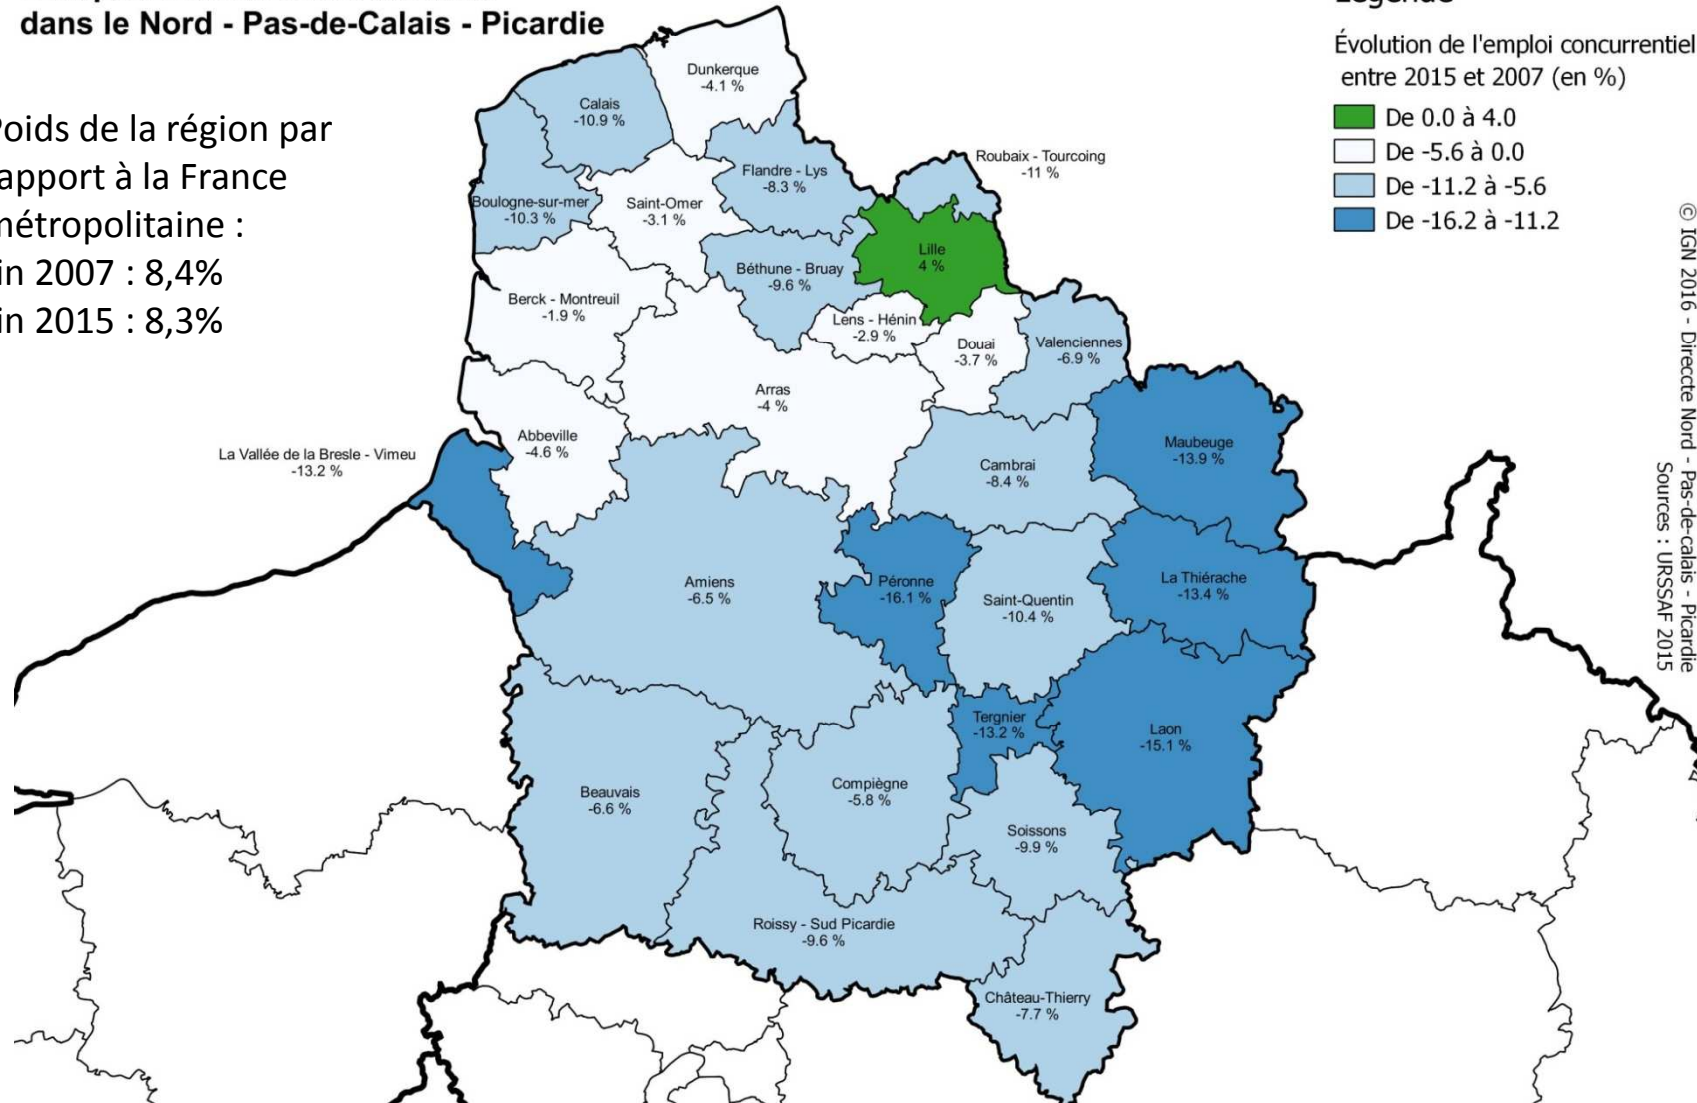 dans le Nord - Pas-de-Calais - Picardie
Poids de la région par
rapport à la France
métropolitaine :
fin 2007 : 8,4%
fin 2015 : 8,3%
Légende
Évolution de l'emploi concurrentiel
entre 2015 et 2007 (en %)
De 0.0 à 4.0
De -5.6 à 0.0
De -11.2 à -5.6
De -16.2 à -11.2
Dunkerque
-4.1 %
Calais
-10.9 %
Roubaix - Tourcoing
-11 %
Flandre - Lys
-8.3 %
Boulogne-sur-mer
-10.3 %
Saint-Omer
-3.1 %
Lille
4 %
Béthune - Bruay
-9.6 %
Berck - Montreuil
-1.9 %
Lens - Hénin
-2.9 %
Douai
-3.7 %
Valenciennes
-6.9 %
Arras
-4 %
Abbeville
-4.6 %
La Vallée de la Bresle - Vimeu
-13.2 %
Maubeuge
-13.9 %
Cambrai
-8.4 %
Amiens
-6.5 %
Péronne
-16.1 %
Saint-Quentin
-10.4 %
La Thiérache
-13.4 %
Tergnier
-13.2 %
Laon
-15.1 %
Beauvais
-6.6 %
Compiègne
-5.8 %
Soissons
-9.9 %
Roissy - Sud Picardie
-9.6 %
Château-Thierry
-7.7 %
© IGN 2016 - Direccte Nord - Pas-de-calais - Picardie
Sources : URSSAF 2015